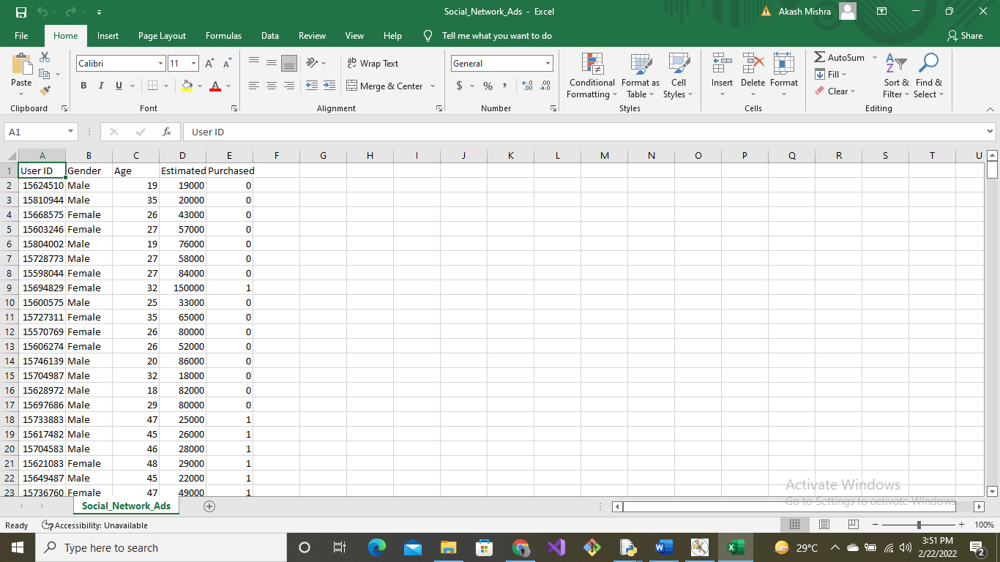 Social_Network_Ads - Excel
Akash Mishra
File Home Insert Page Layout Formulas Data Review View Help Tell me what you want to do Share
Paste
Calibri 11
B I U A
Wrap Text
Merge & Center
General
$ % ,
Conditional Formatting
Format as Table
Cell Styles
Insert Delete Format
AutoSum
Fill
Clear
Sort & Filter
Find & Select
Clipboard Font Alignment Number Styles Cells Editing
A1 fx User ID
A B C D E F G H I J K L M N O P Q R S T U
1 User ID Gender Age Estimated Purchased
2 15624510 Male 19 19000 0
3 15810944 Male 35 20000 0
4 15668575 Female 26 43000 0
5 15603246 Female 27 57000 0
6 15804002 Male 19 76000 0
7 15728773 Male 27 58000 0
8 15598044 Female 27 84000 0
9 15694829 Female 32 150000 1
10 15600575 Male 25 33000 0
11 15727311 Female 35 65000 0
12 15570769 Female 26 80000 0
13 15606274 Female 26 52000 0
14 15746139 Male 20 86000 0
15 15704987 Male 32 18000 0
16 15628972 Male 18 82000 0
17 15697686 Male 29 80000 0
18 15733883 Male 47 25000 1
19 15617482 Male 45 26000 1
20 15704583 Male 46 28000 1
21 15621083 Female 48 29000 1
22 15649487 Male 45 22000 1
23 15736760 Female 47 49000 1
Activate Windows
Go to Settings to activate Windows.
Social_Network_Ads
Ready Accessibility: Unavailable 100%
Type here to search
29°C
3:51 PM
2/22/2022
2